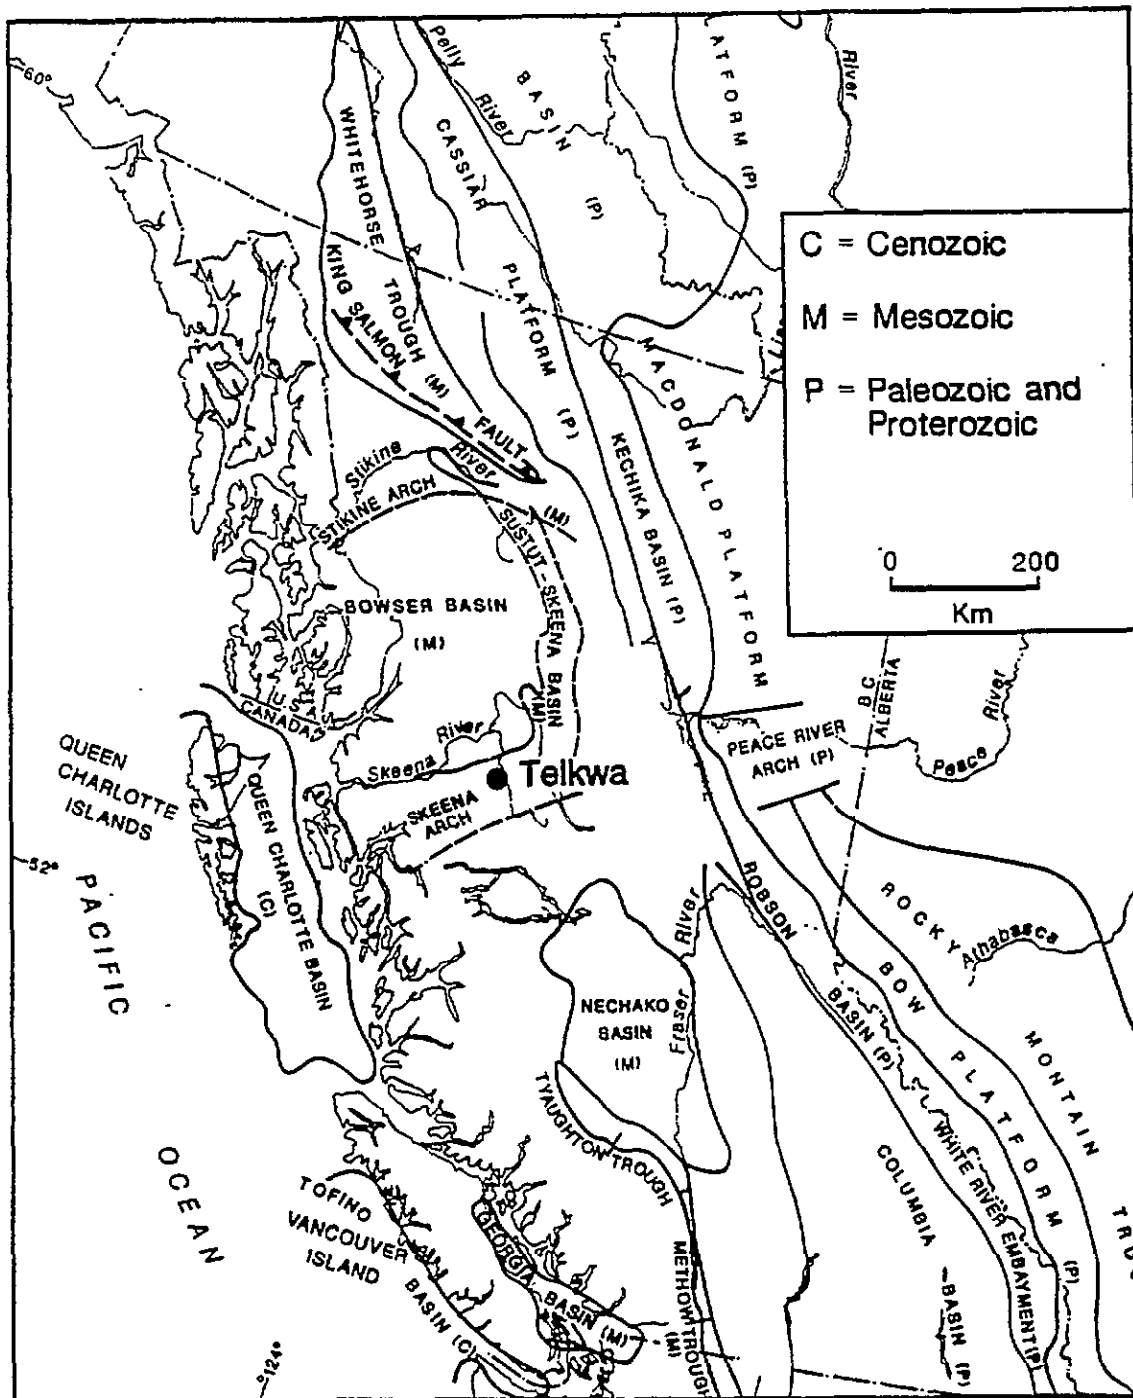 60°
Pelly
River
BASIN
(P)
ATFORM (P)
River
WHITEHORSE
TROUGH (M)
CASSIAR
PLATFORM (P)
KING SALMON
FAULT
C = Cenozoic
M = Mesozoic
P = Paleozoic and
Proterozoic
0 200
Km
MACDONALD PLATFORM
KECHIKA BASIN (P)
Stikine
River
STIKINE ARCH
(M)
SUSTUT-SKEENA BASIN
(M)
BOWSER BASIN
(M)
U.S.A.
CANADA
BC
ALBERTA
River
Peace
PEACE RIVER
ARCH (P)
Skeena River
Telkwa
SKEENA
ARCH
QUEEN
CHARLOTTE
ISLANDS
QUEEN CHARLOTTE BASIN
(C)
52°
PACIFIC
OCEAN
ROBSON
BASIN (P)
ROCKY
MONTAIN
TRO
Athabasca
BOW
PLATFORM (P)
Fraser
River
NECHAKO
BASIN
(M)
TYAUGHTON TROUGH
WHITE RIVER EMBAYMENT (P)
COLUMBIA
BASIN (P)
TOFINO
VANCOUVER
ISLAND
BASIN (C)
GEORGIA
BASIN (M)
METHOW TROUGH
(M)
124°